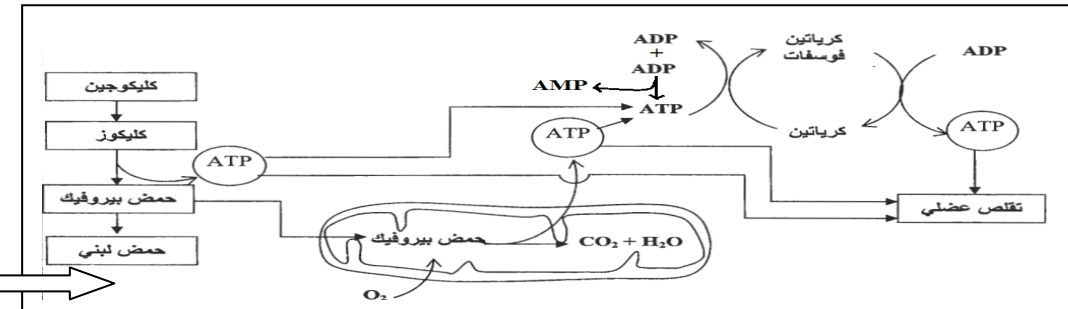 كليكوجين
كليكوز
ATP
حمض بيروفيك
حمض لبني
حمض بيروفيك
CO₂ + H₂O
O₂
ATP
ADP
+
ADP
AMP
ATP
كرياتين
فوسفات
كرياتين
ADP
ATP
تقلص عضلي